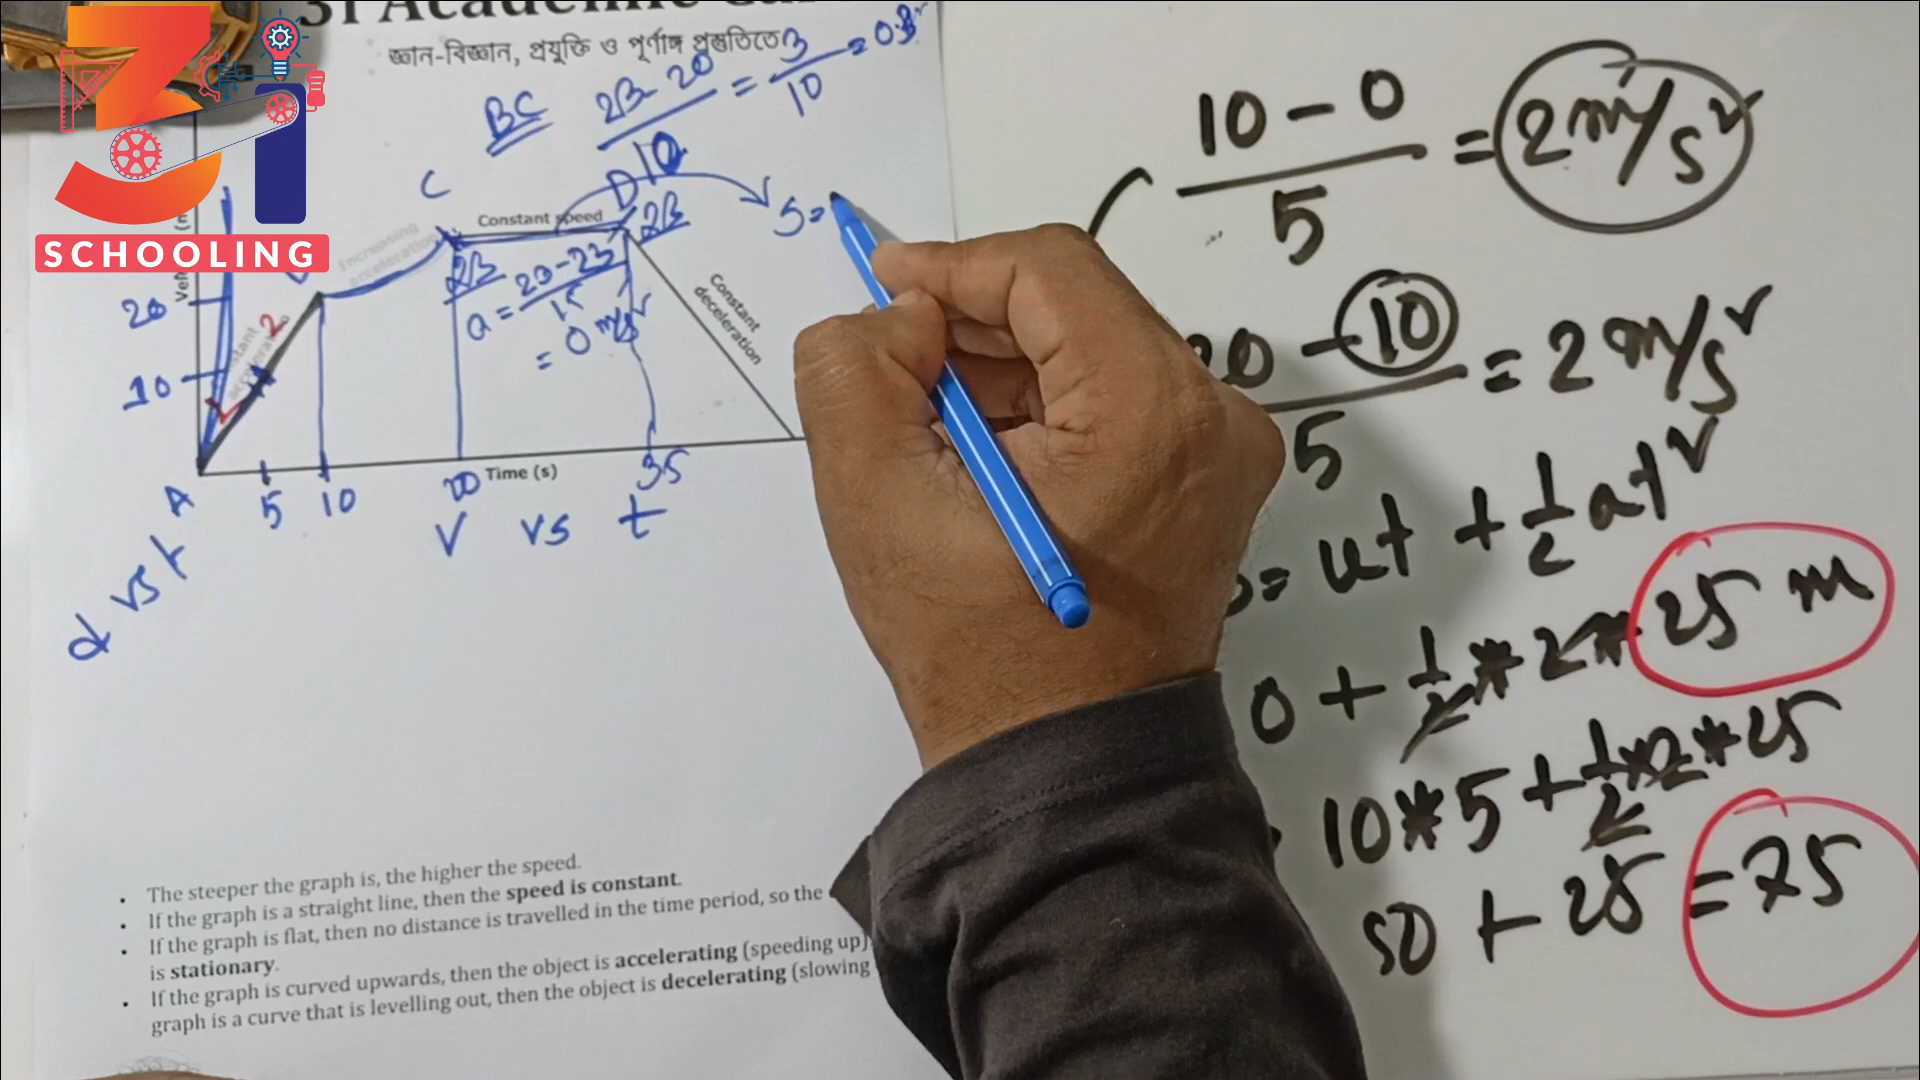 31
SCHOOLING
জ্ঞান-বিজ্ঞান, প্রযুক্তি ও পূর্ণাঙ্গ প্রস্তুতিতে
BC
23-20
10
= 3
10
= 0.3
C
D
23
Constant speed
Increasing
acceleration
23
a = 20-23
15
= 0 m/s²
Constant
deceleration
20
10
2
A
5
10
20
Time (s)
35
V vs t
d vs t
S=
10 - 0
5
= 2 m/s²
20 - 10
5
= 2 m/s²
= ut + 1/2 at²
0 + 1/2 * 2 * 25 m
10*5 + 1/2*2*25
50 + 25 = 75
• The steeper the graph is, the higher the speed.
• If the graph is a straight line, then the speed is constant.
• If the graph is flat, then no distance is travelled in the time period, so the
is stationary.
• If the graph is curved upwards, then the object is accelerating (speeding up)
graph is a curve that is levelling out, then the object is decelerating (slowing